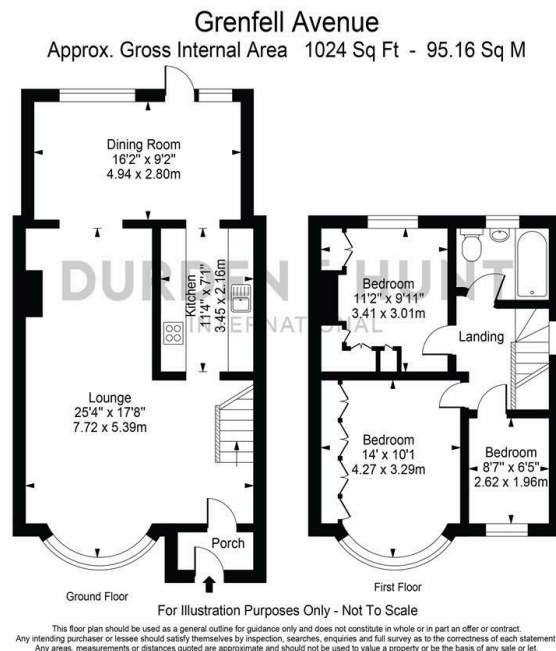 Grenfell Avenue
Approx. Gross Internal Area 1024 Sq Ft - 95.16 Sq M
Dining Room
16'2" x 9'2"
4.94 x 2.80m
Kitchen
11'4" x 7'1"
3.45 x 2.16m
Lounge
25'4" x 17'8"
7.72 x 5.39m
Porch
Ground Floor
Bedroom
11'2" x 9'11"
3.41 x 3.01m
Landing
Bedroom
14' x 10'1
4.27 x 3.29m
Bedroom
8'7" x 6'5"
2.62 x 1.96m
First Floor
INTERNATIONAL
For Illustration Purposes Only - Not To Scale
This floor plan should be used as a general outline for guidance only and does not constitute in whole or in part an offer or contract.
Any intending purchaser or lessee should satisfy themselves by inspection, searches, enquiries and full survey as to the correctness of each statement.
Any areas, measurements or distances quoted are approximate and should not be used to value a property or be the basis of any sale or let.